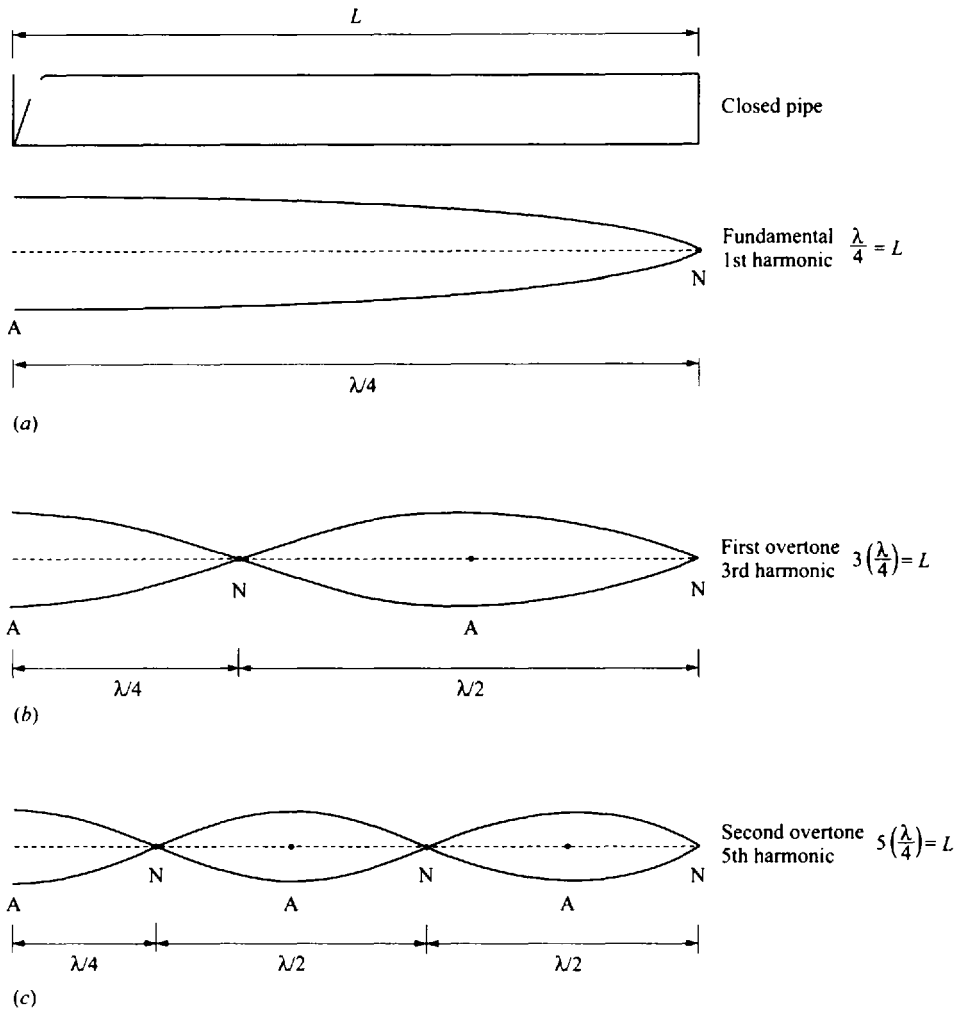 L
Closed pipe
Fundamental λ/4 = L
1st harmonic
N
A
λ/4
(a)
First overtone 3(λ/4) = L
3rd harmonic
N
N
A
A
λ/4 λ/2
(b)
Second overtone 5(λ/4) = L
5th harmonic
N N N
A A A
λ/4 λ/2 λ/2
(c)